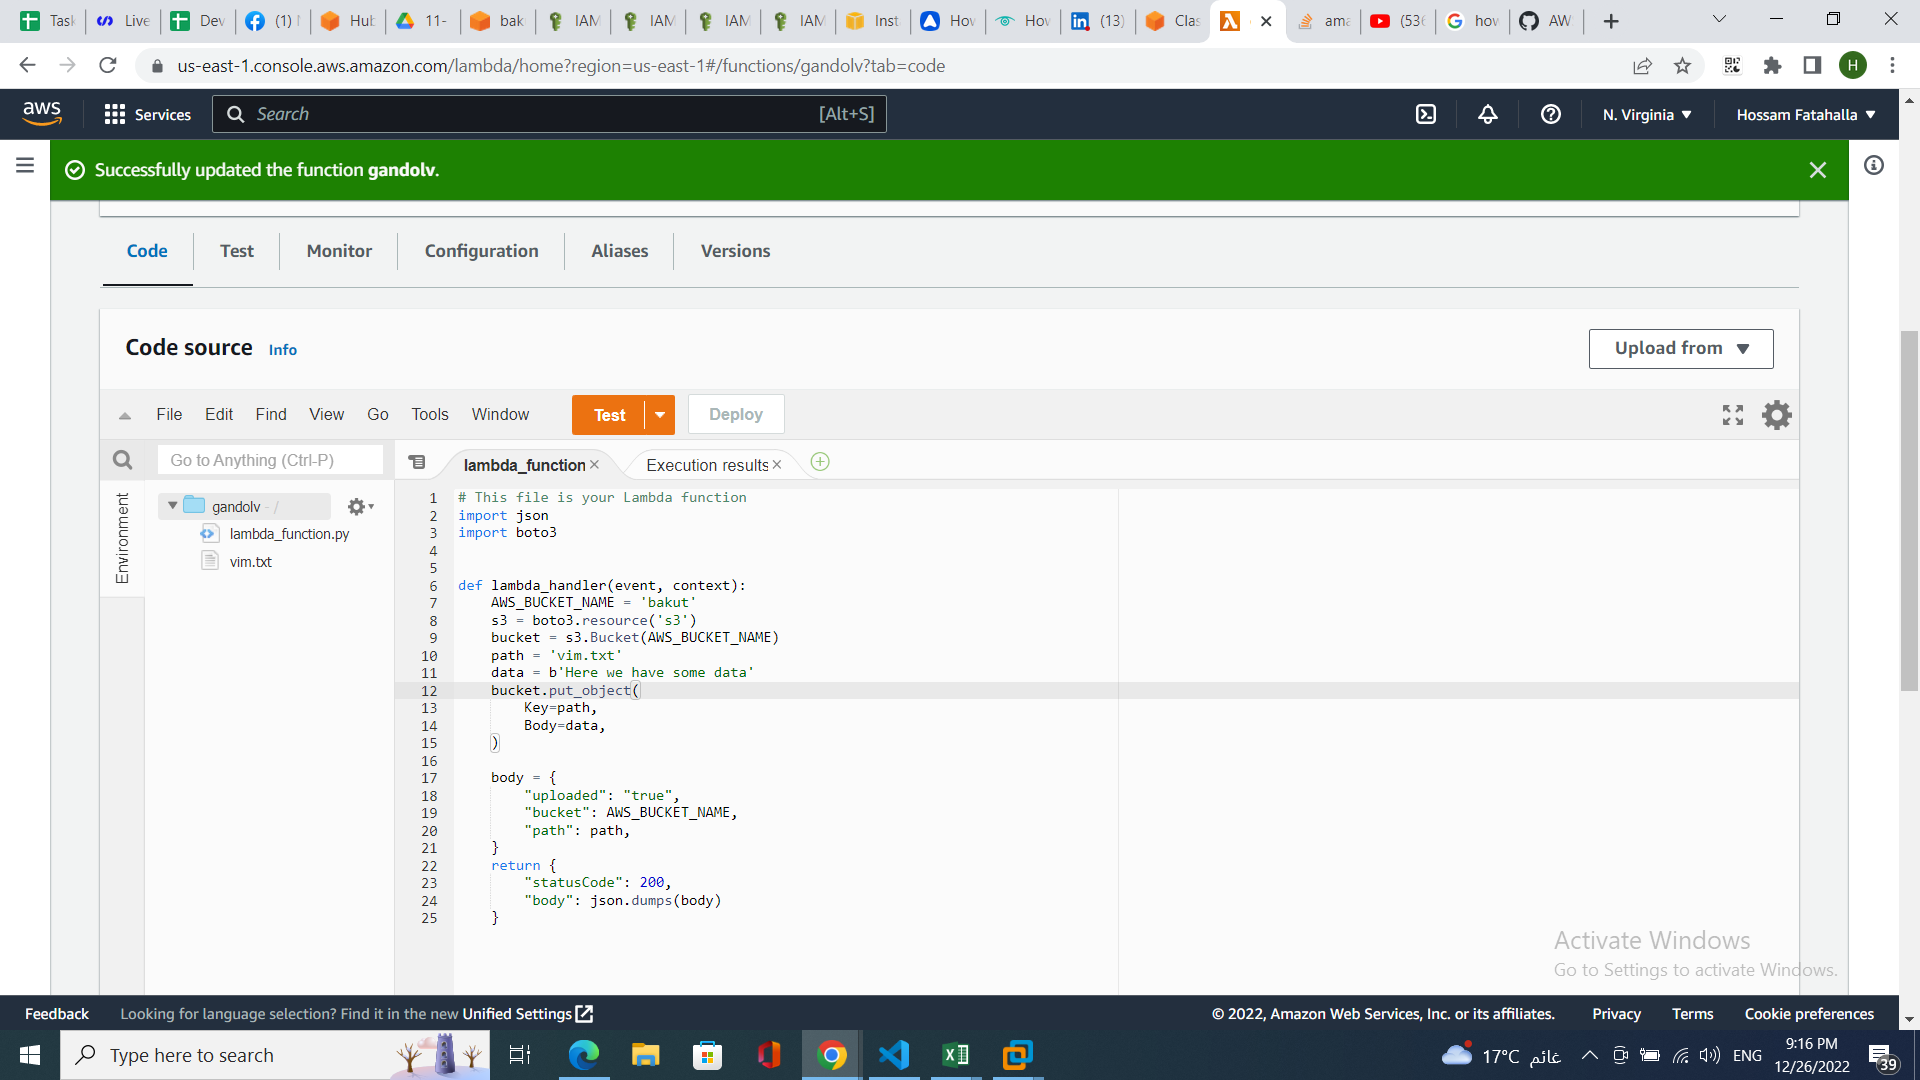 Task
Live
Dev
(1)
Hub
11-
bak
IAM
IAM
IAM
IAM
Inst
How
How
(13)
Clas
ama
(536
how
AW
us-east-1.console.aws.amazon.com/lambda/home?region=us-east-1#/functions/gandolv?tab=code
H
aws
Services
Search
[Alt+S]
N. Virginia
Hossam Fatahalla
Successfully updated the function gandolv.
Code
Test
Monitor
Configuration
Aliases
Versions
Code source Info
Upload from
File Edit Find View Go Tools Window
Test
Deploy
Go to Anything (Ctrl-P)
lambda_function
Execution results
Environment
gandolv - /
lambda_function.py
vim.txt
1 # This file is your Lambda function
2 import json
3 import boto3
4
5
6 def lambda_handler(event, context):
7 AWS_BUCKET_NAME = 'bakut'
8 s3 = boto3.resource('s3')
9 bucket = s3.Bucket(AWS_BUCKET_NAME)
10 path = 'vim.txt'
11 data = b'Here we have some data'
12 bucket.put_object(
13 Key=path,
14 Body=data,
15 )
16
17 body = {
18 "uploaded": "true",
19 "bucket": AWS_BUCKET_NAME,
20 "path": path,
21 }
22 return {
23 "statusCode": 200,
24 "body": json.dumps(body)
25 }
Activate Windows
Go to Settings to activate Windows.
Feedback
Looking for language selection? Find it in the new Unified Settings
© 2022, Amazon Web Services, Inc. or its affiliates.
Privacy
Terms
Cookie preferences
Type here to search
17°C غائم
ENG
9:16 PM
12/26/2022
39